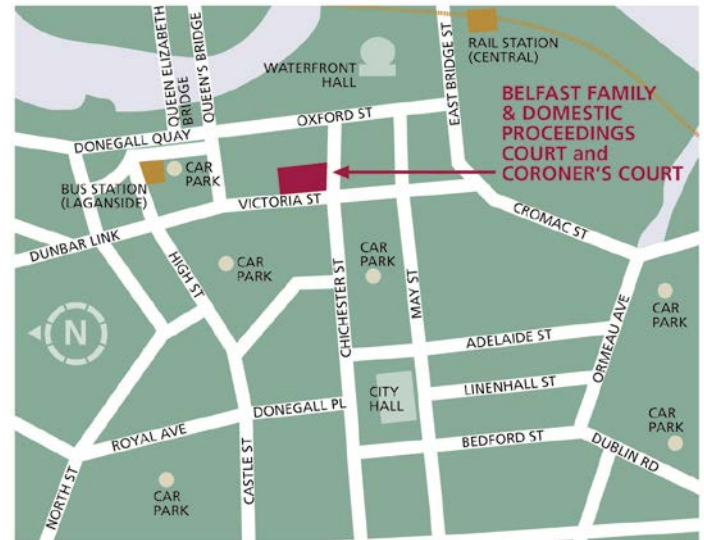 QUEEN ELIZABETH
BRIDGE
QUEEN'S BRIDGE
EAST BRIDGE ST
RAIL STATION
(CENTRAL)
WATERFRONT
HALL
BELFAST FAMILY
& DOMESTIC
PROCEEDINGS
COURT and
CORONER'S COURT
OXFORD ST
DONEGALL QUAY
CAR
PARK
BUS STATION
(LAGANSIDE)
VICTORIA ST
CROMAC ST
DUNBAR LINK
HIGH ST
CAR
PARK
CHICHESTER ST
CAR
PARK
MAY ST
CAR
PARK
N
ORMEAU AVE
ADELAIDE ST
CITY
HALL
LINENHALL ST
DONEGALL PL
BEDFORD ST
CAR
PARK
DUBLIN RD
ROYAL AVE
CASTLE ST
NORTH ST
CAR
PARK